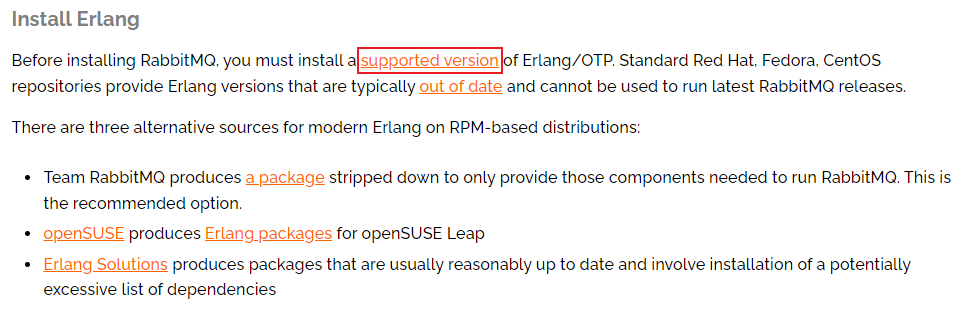 Install Erlang
Before installing RabbitMQ, you must install a supported version of Erlang/OTP. Standard Red Hat, Fedora, CentOS
repositories provide Erlang versions that are typically out of date and cannot be used to run latest RabbitMQ releases.
There are three alternative sources for modern Erlang on RPM-based distributions:
• Team RabbitMQ produces a package stripped down to only provide those components needed to run RabbitMQ. This is
the recommended option.
• openSUSE produces Erlang packages for openSUSE Leap
• Erlang Solutions produces packages that are usually reasonably up to date and involve installation of a potentially
excessive list of dependencies